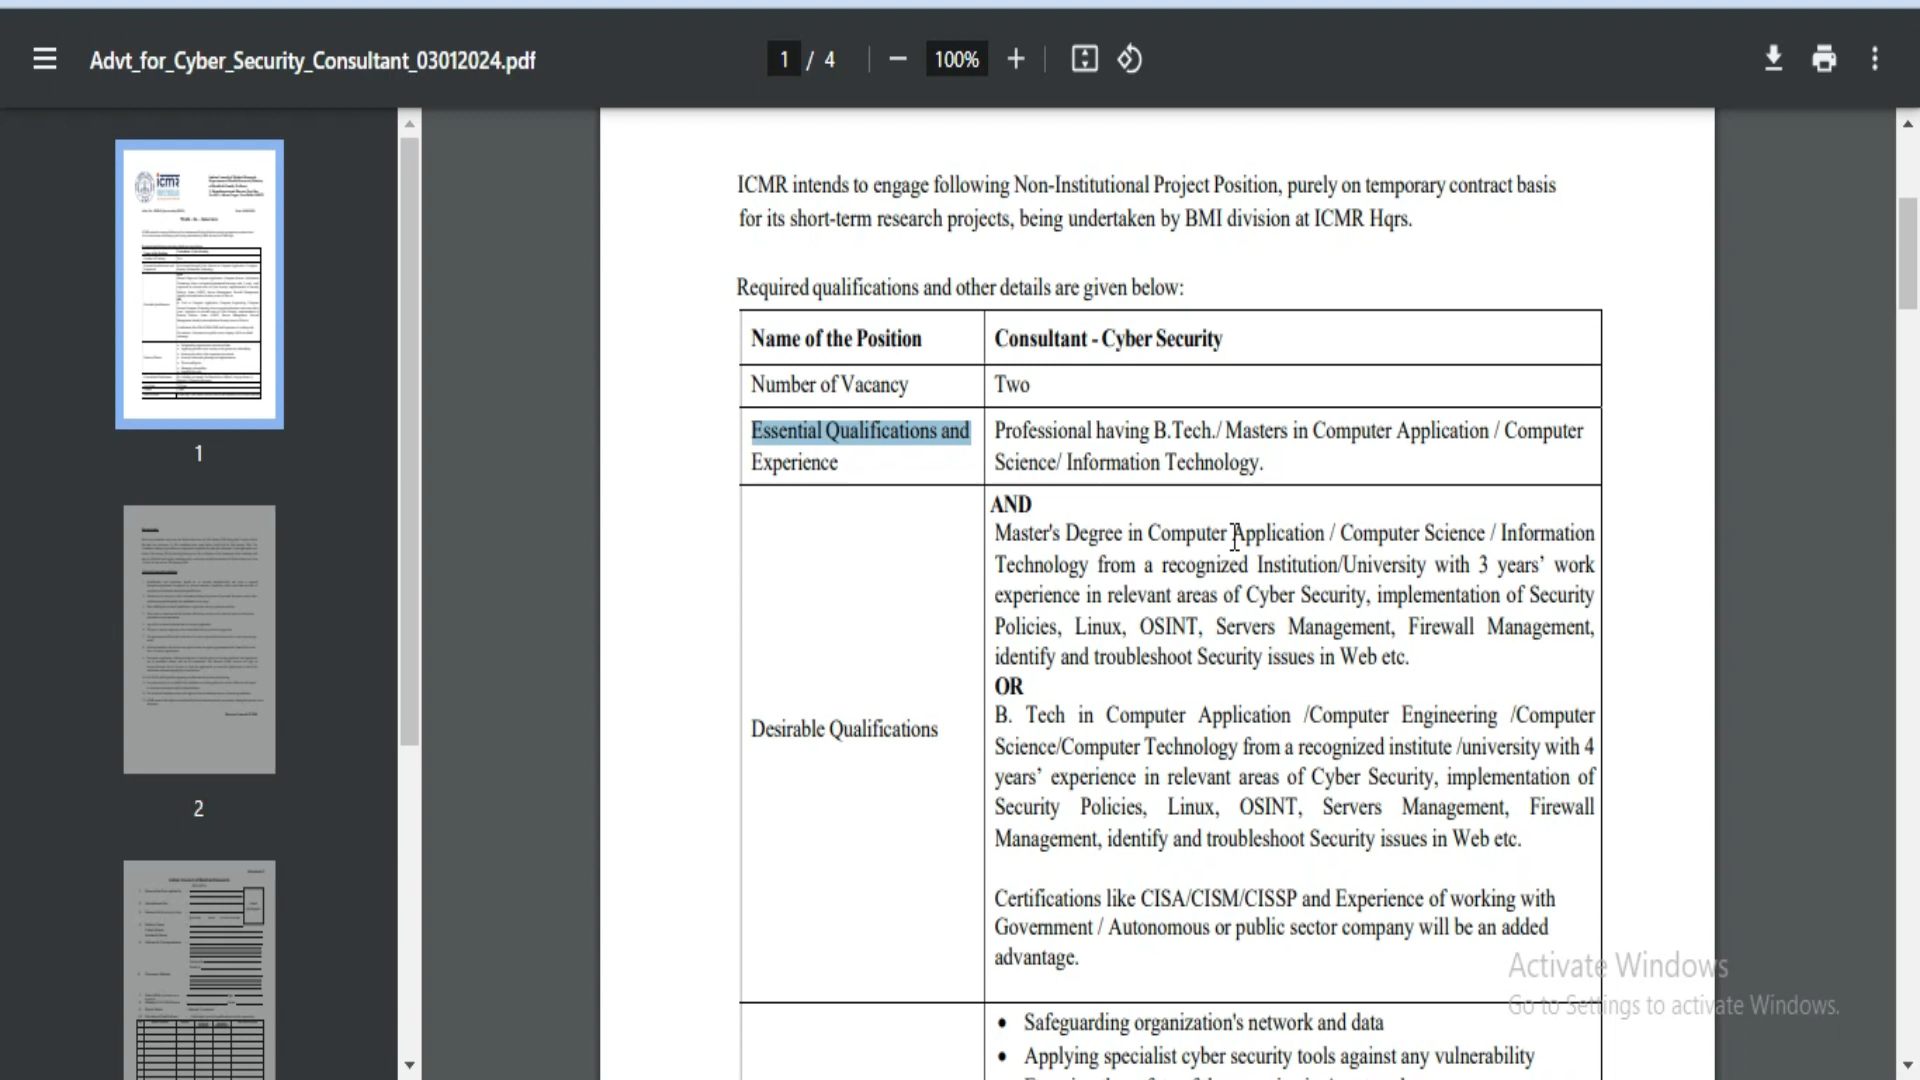 Advt_for_Cyber_Security_Consultant_03012024.pdf
1 / 4
100%
icmr
1
2
ICMR intends to engage following Non-Institutional Project Position, purely on temporary contract basis
for its short-term research projects, being undertaken by BMI division at ICMR Hqrs.
Required qualifications and other details are given below:
Name of the Position
Consultant - Cyber Security
Number of Vacancy
Two
Essential Qualifications and
Experience
Professional having B.Tech./ Masters in Computer Application / Computer
Science/ Information Technology.
Desirable Qualifications
AND
Master's Degree in Computer Application / Computer Science / Information
Technology from a recognized Institution/University with 3 years’ work
experience in relevant areas of Cyber Security, implementation of Security
Policies, Linux, OSINT, Servers Management, Firewall Management,
identify and troubleshoot Security issues in Web etc.
OR
B. Tech in Computer Application /Computer Engineering /Computer
Science/Computer Technology from a recognized institute /university with 4
years’ experience in relevant areas of Cyber Security, implementation of
Security Policies, Linux, OSINT, Servers Management, Firewall
Management, identify and troubleshoot Security issues in Web etc.
Certifications like CISA/CISM/CISSP and Experience of working with
Government / Autonomous or public sector company will be an added
advantage.
• Safeguarding organization's network and data
• Applying specialist cyber security tools against any vulnerability
Activate Windows
Go to Settings to activate Windows.